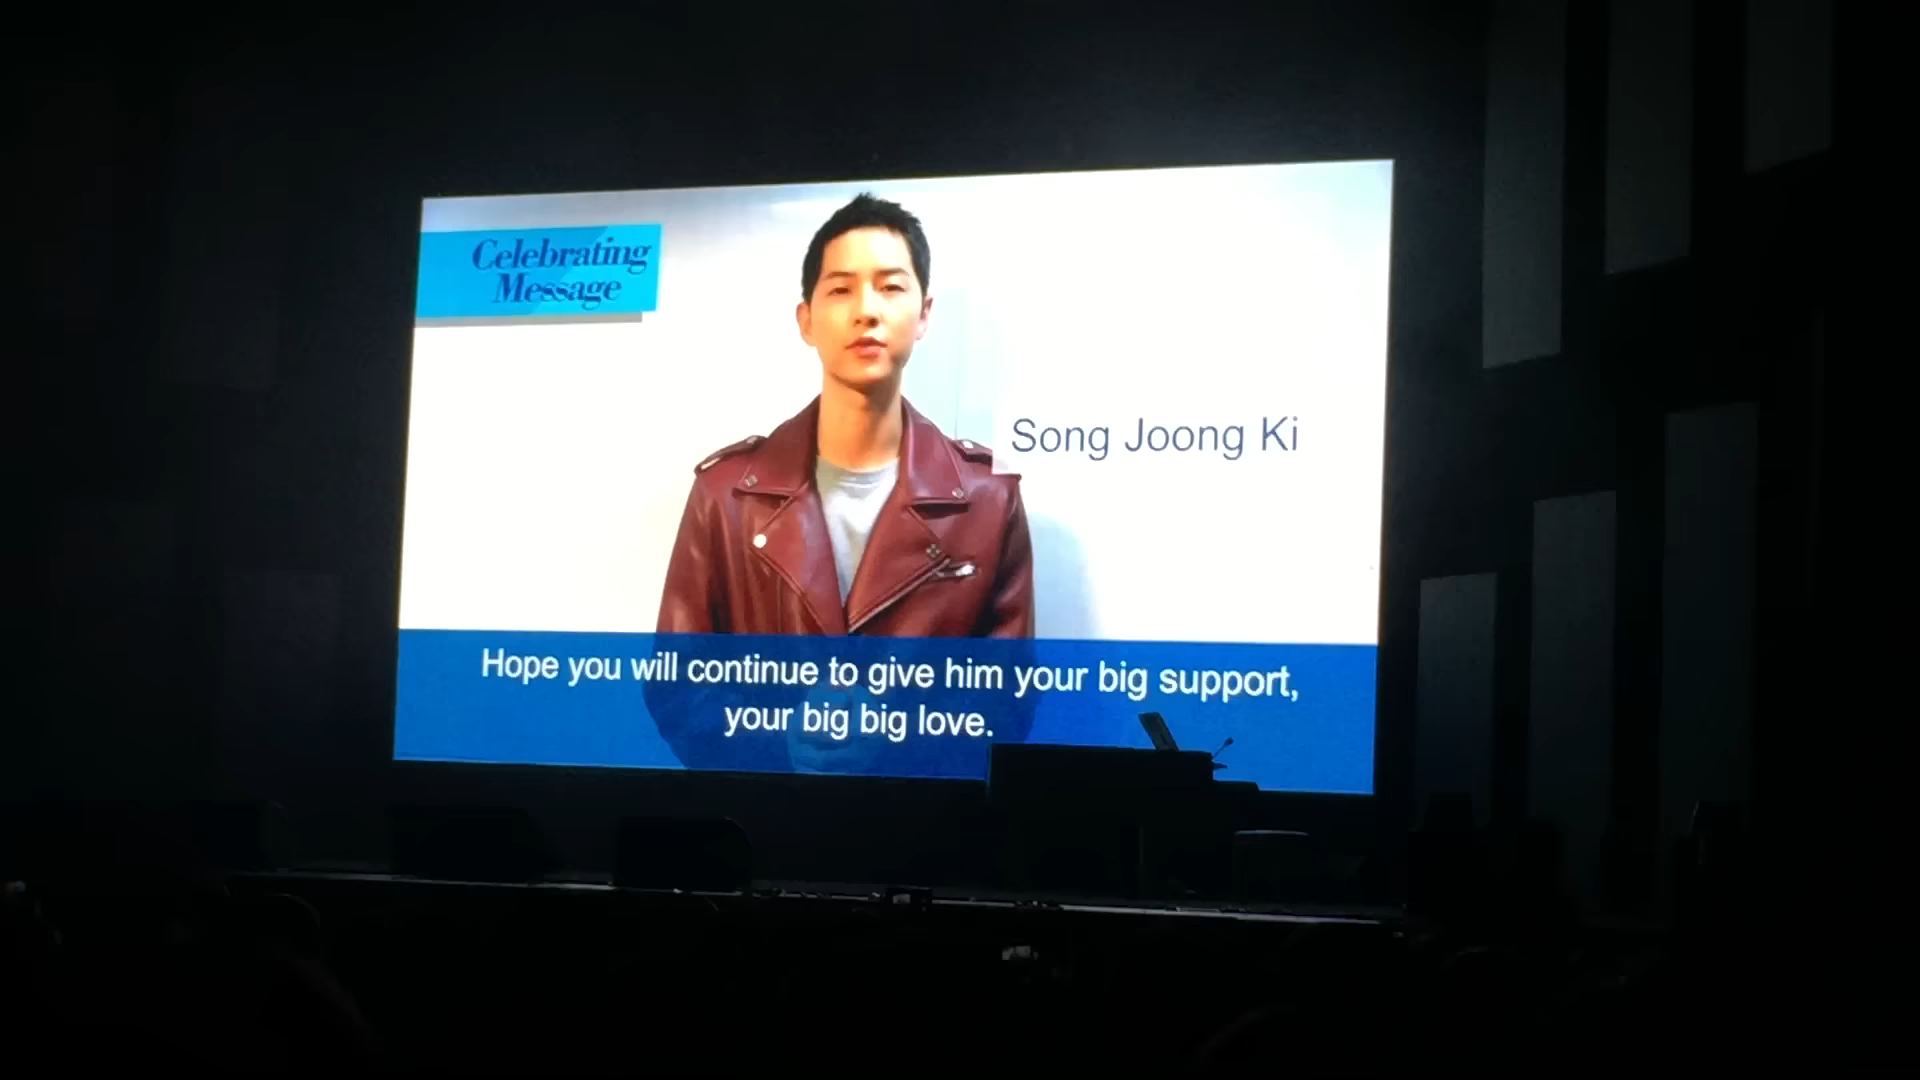 Celebrating
Message
Song Joong Ki
Hope you will continue to give him your big support,
your big big love.